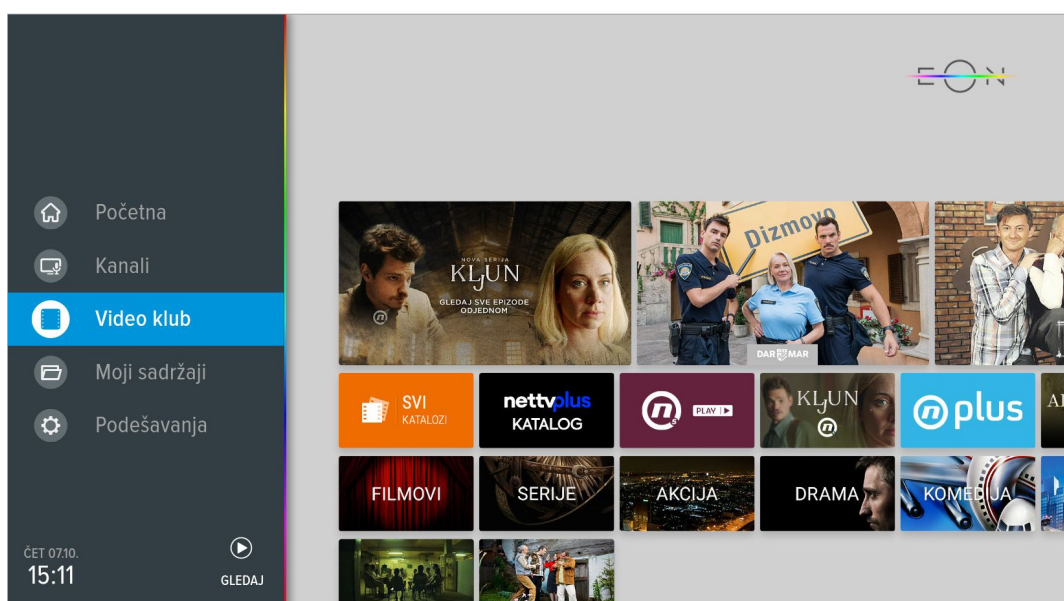 EON
Početna
Kanali
Video klub
Moji sadržaji
Podešavanja
ČET 07.10.
15:11
GLEDAJ
NOVA SERIJA
KLJUN
GLEDAJ SVE EPIZODE
ODJEDNOM
Dizmovo
DAR MAR
SVI
KATALOZI
nettvplus
KATALOG
PLAY
KLJUN
plus
FILMOVI
SERIJE
AKCIJA
DRAMA
KOMEDIJA